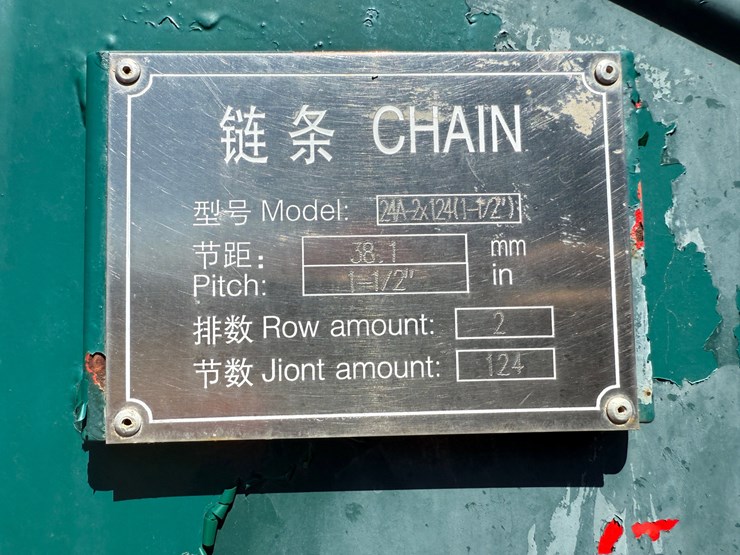 链条 CHAIN
型号 Model: 24A-2x124(1-1/2")
节距: 38.1 mm
Pitch: 1-1/2" in
排数 Row amount: 2
节数 Jiont amount: 124